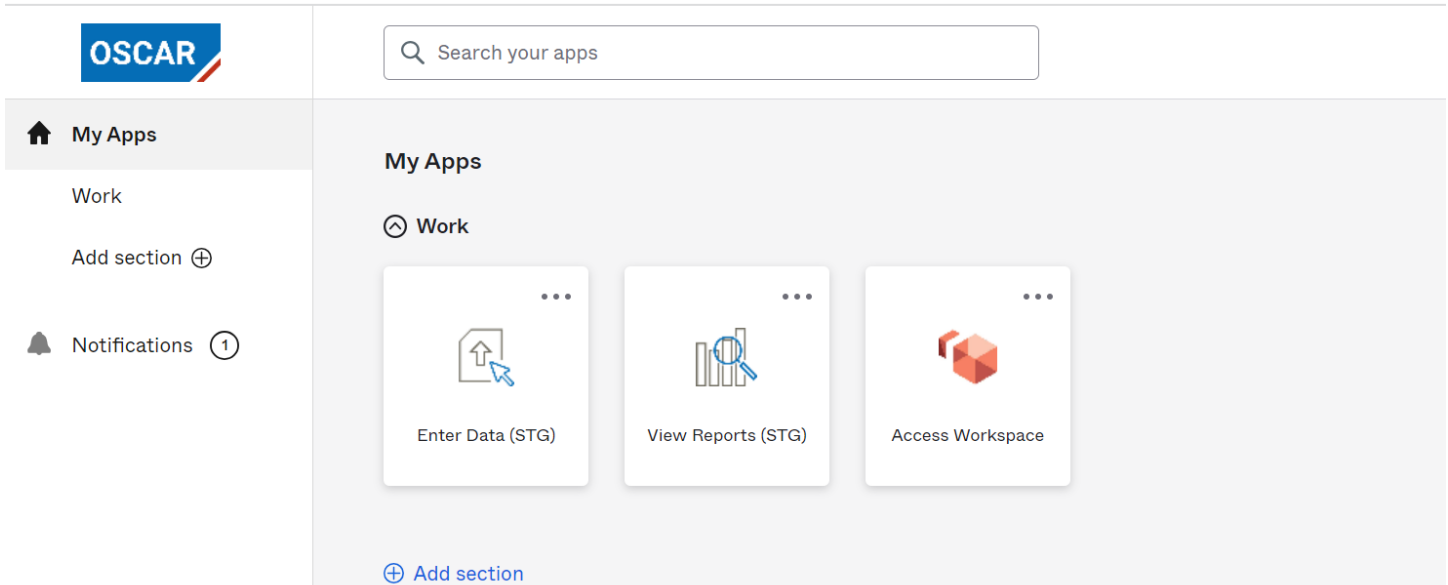 OSCAR
Search your apps
My Apps
Work
Add section
Notifications 1
My Apps
Work
Enter Data (STG)
View Reports (STG)
Access Workspace
Add section